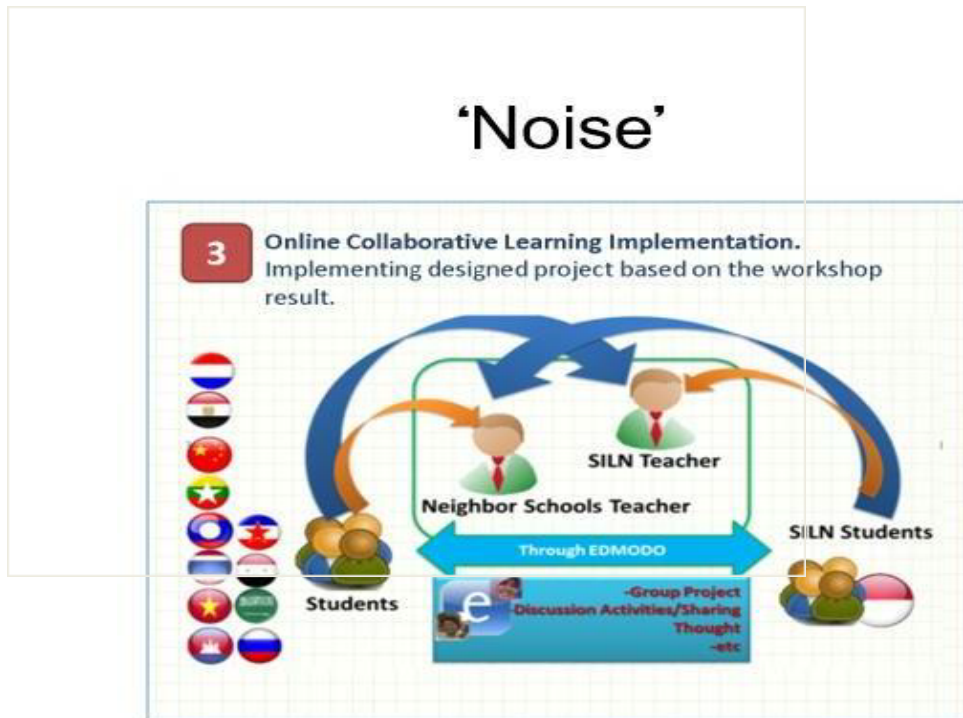 ‘Noise’
3
Online Collaborative Learning Implementation.
Implementing designed project based on the workshop
result.
SILN Teacher
Neighbor Schools Teacher
SILN Students
Through EDMODO
Students
e
-Group Project
-Discussion Activities/Sharing
Thought
-etc